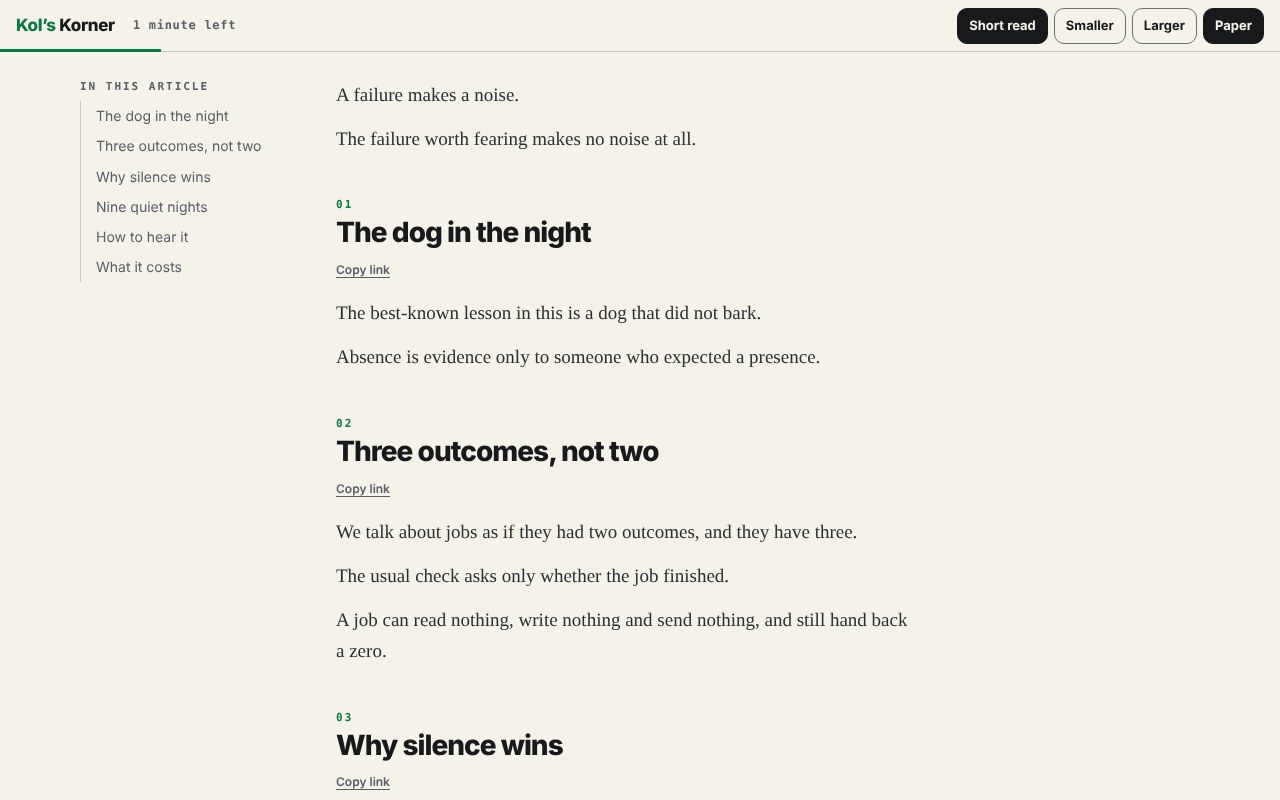 Kol's Korner
1 minute left
Short read
Smaller
Larger
Paper
IN THIS ARTICLE
The dog in the night
Three outcomes, not two
Why silence wins
Nine quiet nights
How to hear it
What it costs
A failure makes a noise.
The failure worth fearing makes no noise at all.
01
The dog in the night
Copy link
The best-known lesson in this is a dog that did not bark.
Absence is evidence only to someone who expected a presence.
02
Three outcomes, not two
Copy link
We talk about jobs as if they had two outcomes, and they have three.
The usual check asks only whether the job finished.
A job can read nothing, write nothing and send nothing, and still hand back
a zero.
03
Why silence wins
Copy link